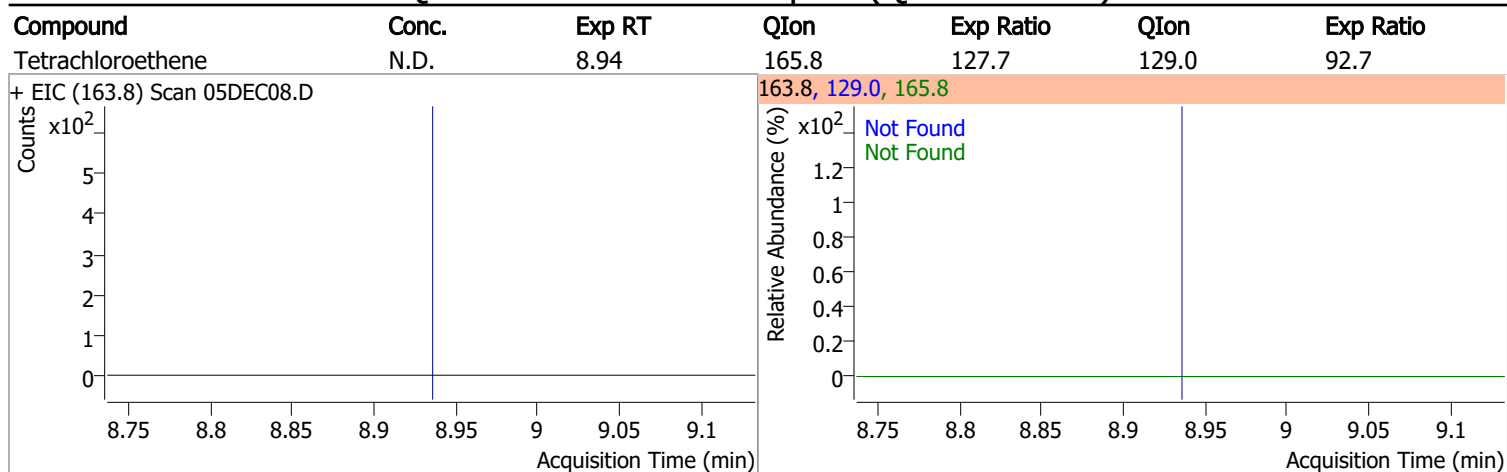 Compound Conc. Exp RT QIon Exp Ratio QIon Exp Ratio
Tetrachloroethene N.D. 8.94 165.8 127.7 129.0 92.7
+ EIC (163.8) Scan 05DEC08.D
Counts
x10²
5
4
3
2
1
0
8.75 8.8 8.85 8.9 8.95 9 9.05 9.1
Acquisition Time (min)
163.8, 129.0, 165.8
Relative Abundance (%)
x10²
Not Found
Not Found
1.2
1
0.8
0.6
0.4
0.2
0
8.75 8.8 8.85 8.9 8.95 9 9.05 9.1
Acquisition Time (min)